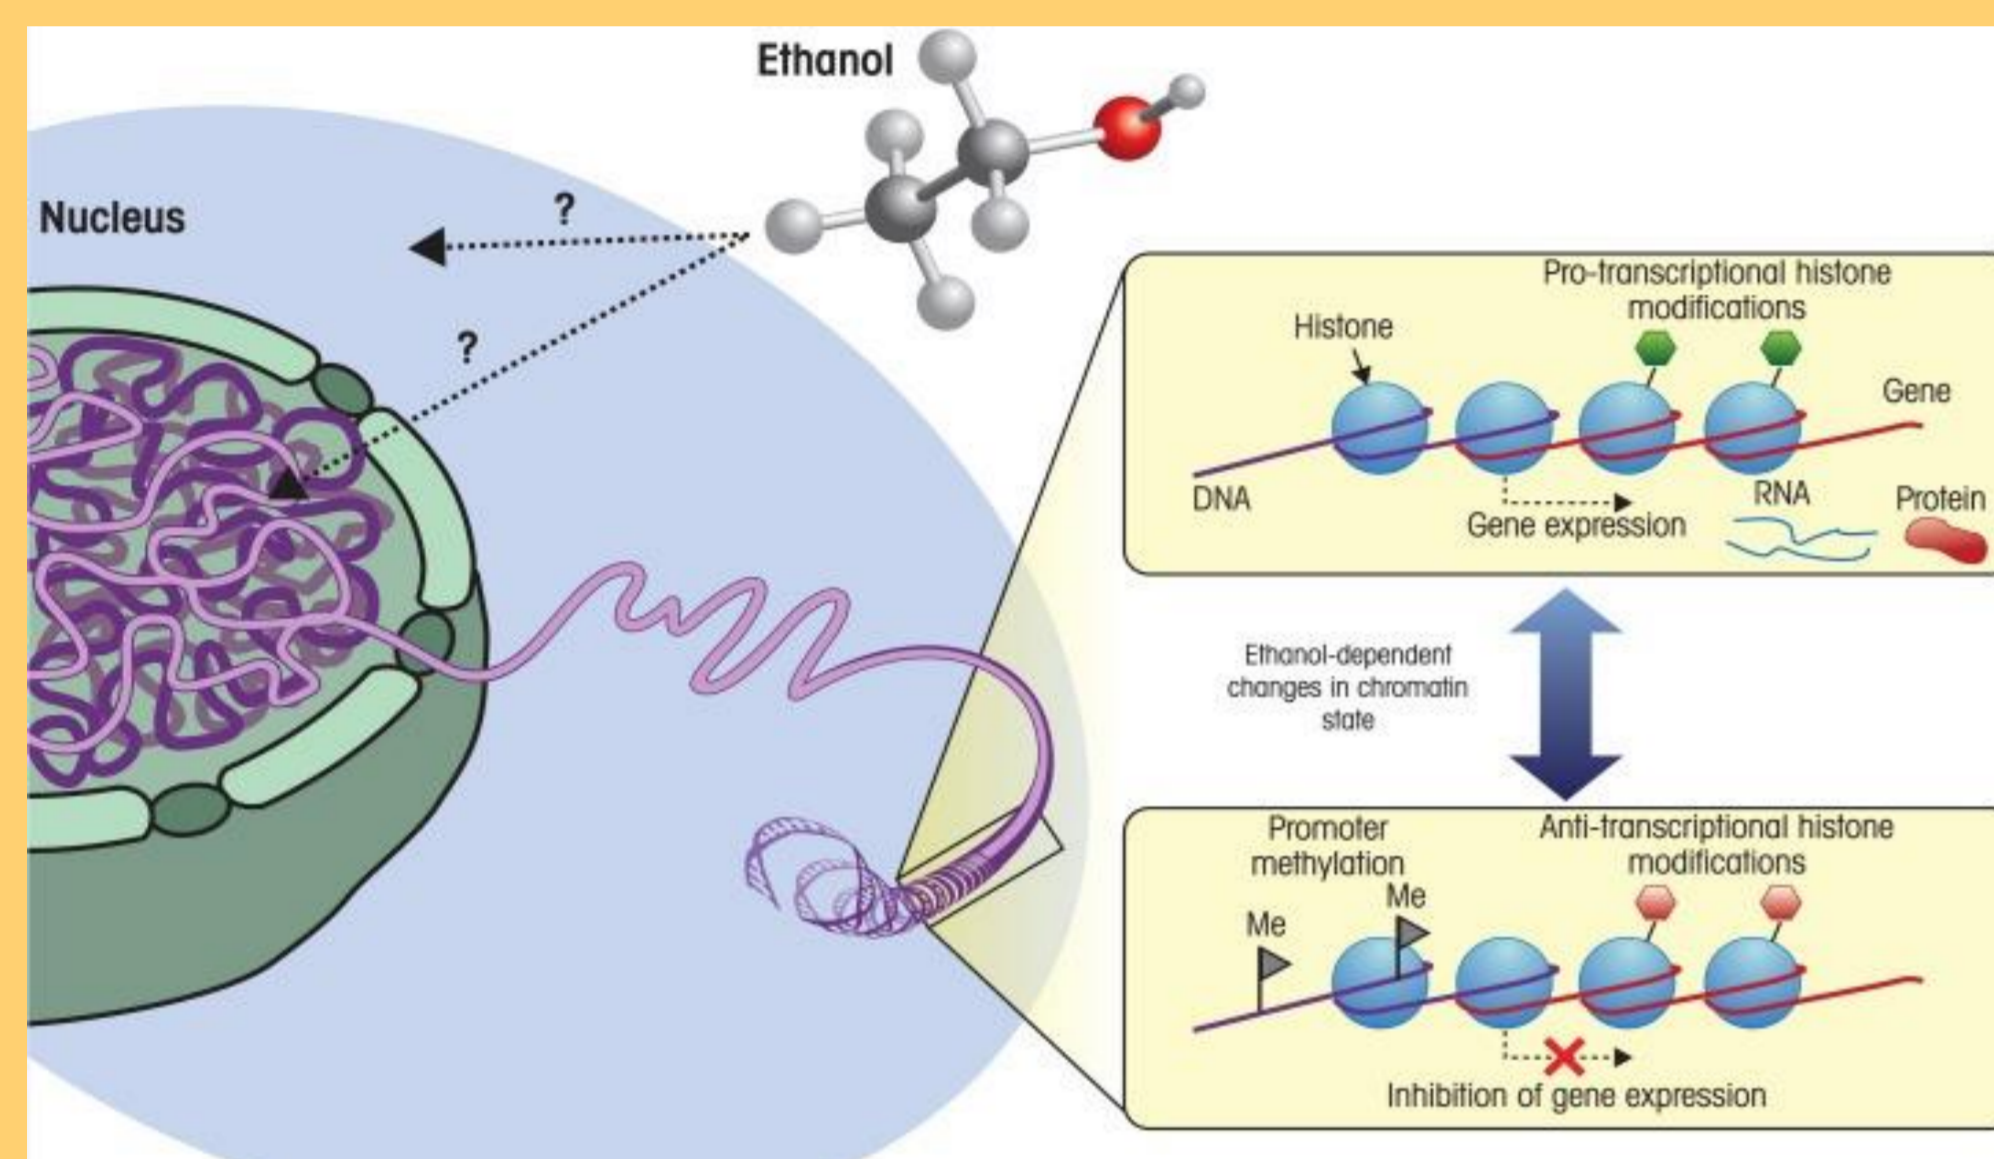 Ethanol
Nucleus
?
?
Pro-transcriptional histone
modifications
Histone
Gene
DNA
RNA
Protein
Gene expression
Ethanol-dependent
changes in chromatin
state
Promoter
methylation
Anti-transcriptional histone
modifications
Me
Me
Inhibition of gene expression